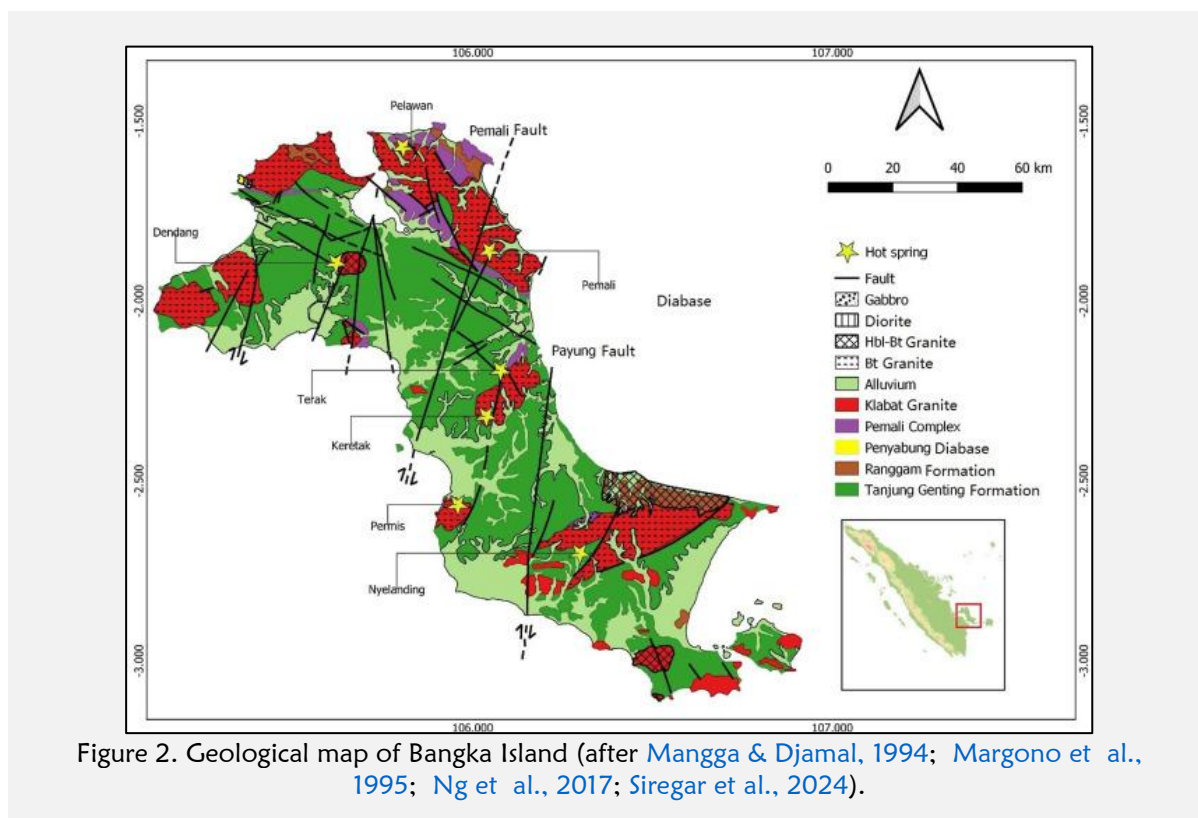 106.000 107.000
-1.500 -1.500
-2.000 -2.000
-2.500 -2.500
-3.000 -3.000
Pelawan
Pemali Fault
Dendang
Pemali
Diabase
Payung Fault
Terak
Keretak
Permis
Nyelanding
0 20 40 60 km
Hot spring
Fault
Gabbro
Diorite
Hbl-Bt Granite
Bt Granite
Alluvium
Klabat Granite
Pemali Complex
Penyabung Diabase
Ranggam Formation
Tanjung Genting Formation
106.000 107.000
Figure 2. Geological map of Bangka Island (after Mangga & Djamal, 1994; Margono et al.,
1995; Ng et al., 2017; Siregar et al., 2024).